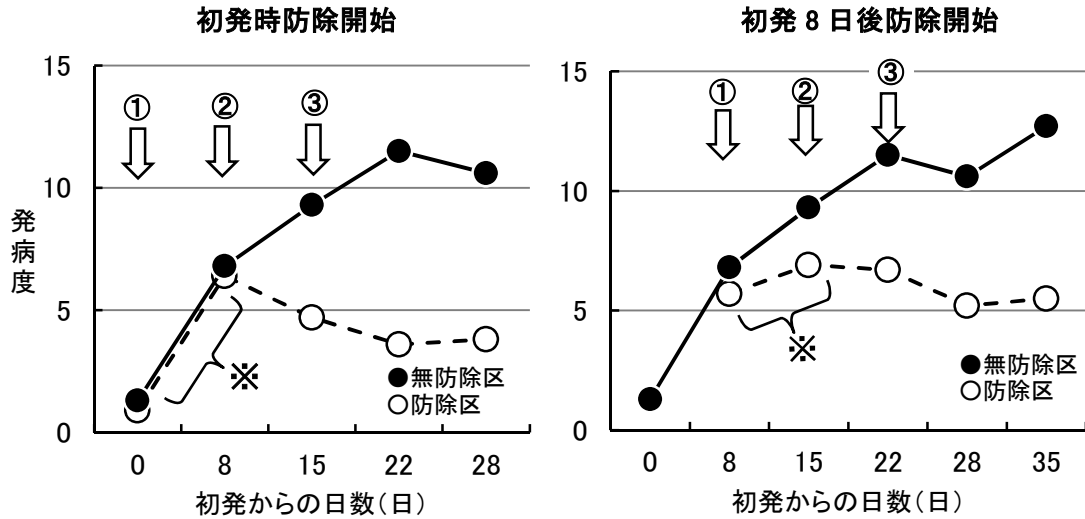 初発時防除開始
15
10
5
0
発病度
① ② ③
※
●無防除区
○防除区
0 8 15 22 28
初発からの日数(日)
初発 8 日後防除開始
15
10
5
0
① ② ③
※
●無防除区
○防除区
0 8 15 22 28 35
初発からの日数(日)